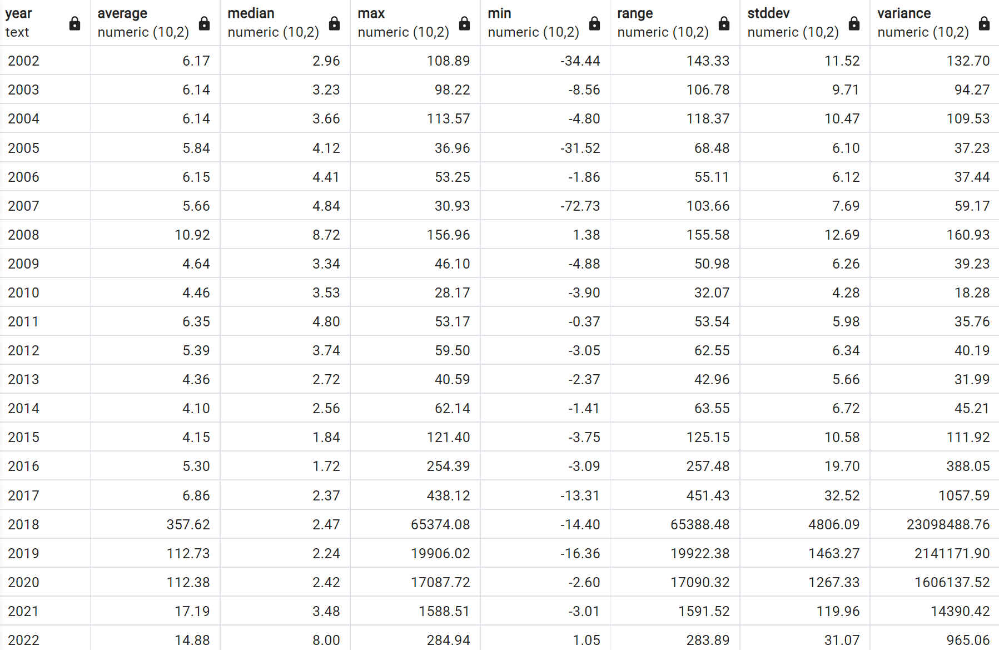 year average median max min range stddev variance
text numeric (10,2) numeric (10,2) numeric (10,2) numeric (10,2) numeric (10,2) numeric (10,2) numeric (10,2)
2002 6.17 2.96 108.89 -34.44 143.33 11.52 132.70
2003 6.14 3.23 98.22 -8.56 106.78 9.71 94.27
2004 6.14 3.66 113.57 -4.80 118.37 10.47 109.53
2005 5.84 4.12 36.96 -31.52 68.48 6.10 37.23
2006 6.15 4.41 53.25 -1.86 55.11 6.12 37.44
2007 5.66 4.84 30.93 -72.73 103.66 7.69 59.17
2008 10.92 8.72 156.96 1.38 155.58 12.69 160.93
2009 4.64 3.34 46.10 -4.88 50.98 6.26 39.23
2010 4.46 3.53 28.17 -3.90 32.07 4.28 18.28
2011 6.35 4.80 53.17 -0.37 53.54 5.98 35.76
2012 5.39 3.74 59.50 -3.05 62.55 6.34 40.19
2013 4.36 2.72 40.59 -2.37 42.96 5.66 31.99
2014 4.10 2.56 62.14 -1.41 63.55 6.72 45.21
2015 4.15 1.84 121.40 -3.75 125.15 10.58 111.92
2016 5.30 1.72 254.39 -3.09 257.48 19.70 388.05
2017 6.86 2.37 438.12 -13.31 451.43 32.52 1057.59
2018 357.62 2.47 65374.08 -14.40 65388.48 4806.09 23098488.76
2019 112.73 2.24 19906.02 -16.36 19922.38 1463.27 2141171.90
2020 112.38 2.42 17087.72 -2.60 17090.32 1267.33 1606137.52
2021 17.19 3.48 1588.51 -3.01 1591.52 119.96 14390.42
2022 14.88 8.00 284.94 1.05 283.89 31.07 965.06